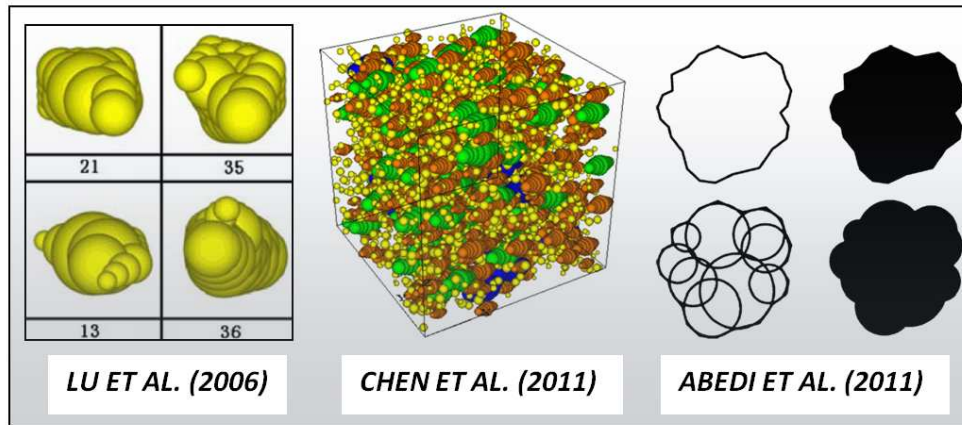 21 35
13 36
LU ET AL. (2006) CHEN ET AL. (2011) ABEDI ET AL. (2011)